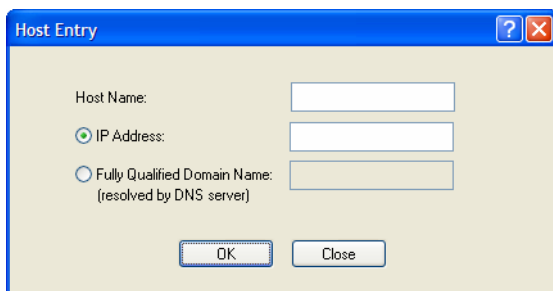 Host Entry
Host Name:
IP Address:
Fully Qualified Domain Name:
(resolved by DNS server)
OK
Close